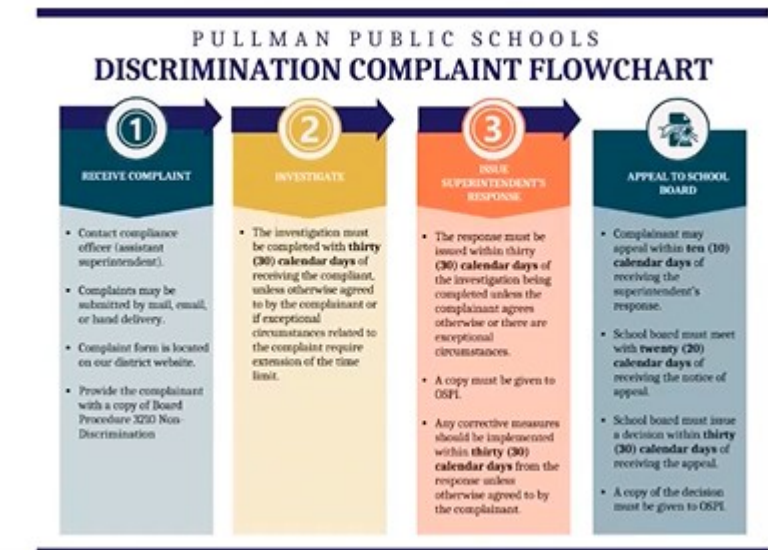 PULLMAN PUBLIC SCHOOLS
DISCRIMINATION COMPLAINT FLOWCHART
1
RECEIVE COMPLAINT
• Contact compliance
officer (assistant
superintendent).
• Complaints may be
submitted by mail, email,
or hand delivery.
• Complaint form is located
on our district website.
• Provide the complainant
with a copy of Board
Procedure 3210 Non-
Discrimination
2
INVESTIGATE
• The investigation must
be completed with thirty
(30) calendar days of
receiving the compliant,
unless otherwise agreed
to by the complainant or
if exceptional
circumstances related to
the complaint require
extension of the time
limit.
3
ISSUE
SUPERINTENDENT'S
RESPONSE
• The response must be
issued within thirty
(30) calendar days of
the investigation being
completed unless the
complainant agrees
otherwise or there are
exceptional
circumstances.
• A copy must be given to
OSPI.
• Any corrective measures
should be implemented
within thirty (30)
calendar days from the
response unless
otherwise agreed to by
the complainant.
APPEAL TO SCHOOL
BOARD
• Complainant may
appeal within ten (10)
calendar days of
receiving the
superintendent's
response.
• School board must meet
with twenty (20)
calendar days of
receiving the notice of
appeal.
• School board must issue
a decision within thirty
(30) calendar days of
receiving the appeal.
• A copy of the decision
must be given to OSPI.